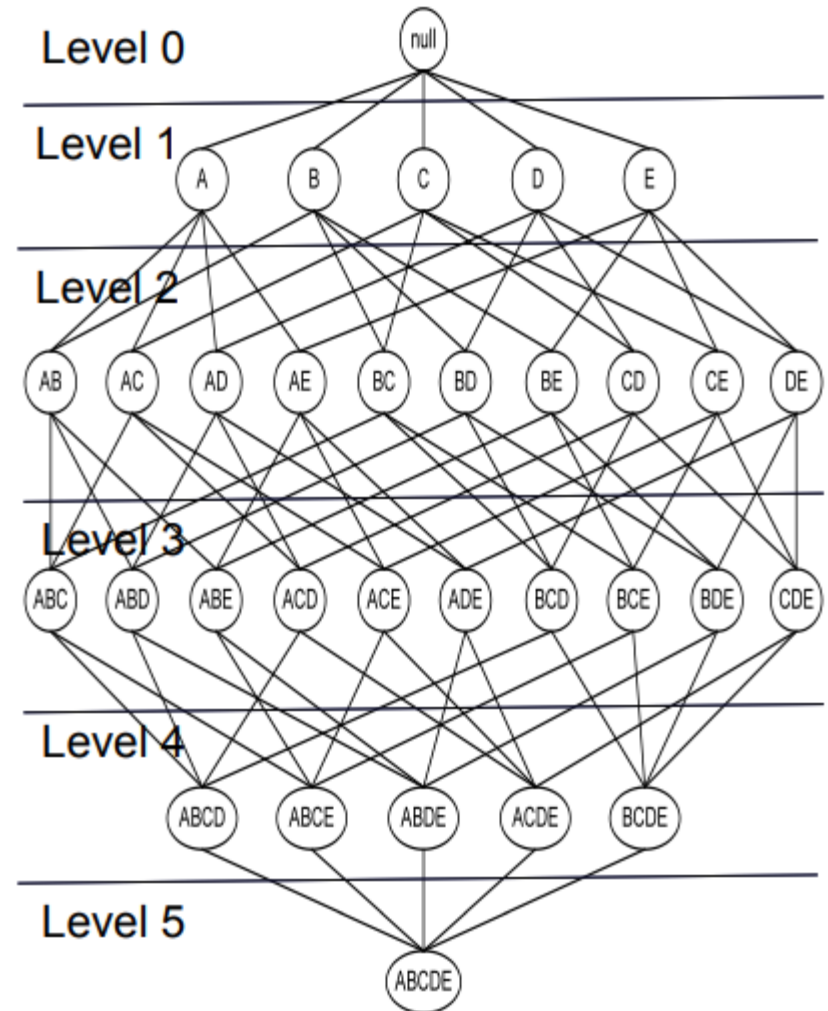 Level 0
null
Level 1
A B C D E
Level 2
AB AC AD AE BC BD BE CD CE DE
Level 3
ABC ABD ABE ACD ACE ADE BCD BCE BDE CDE
Level 4
ABCD ABCE ABDE ACDE BCDE
Level 5
ABCDE